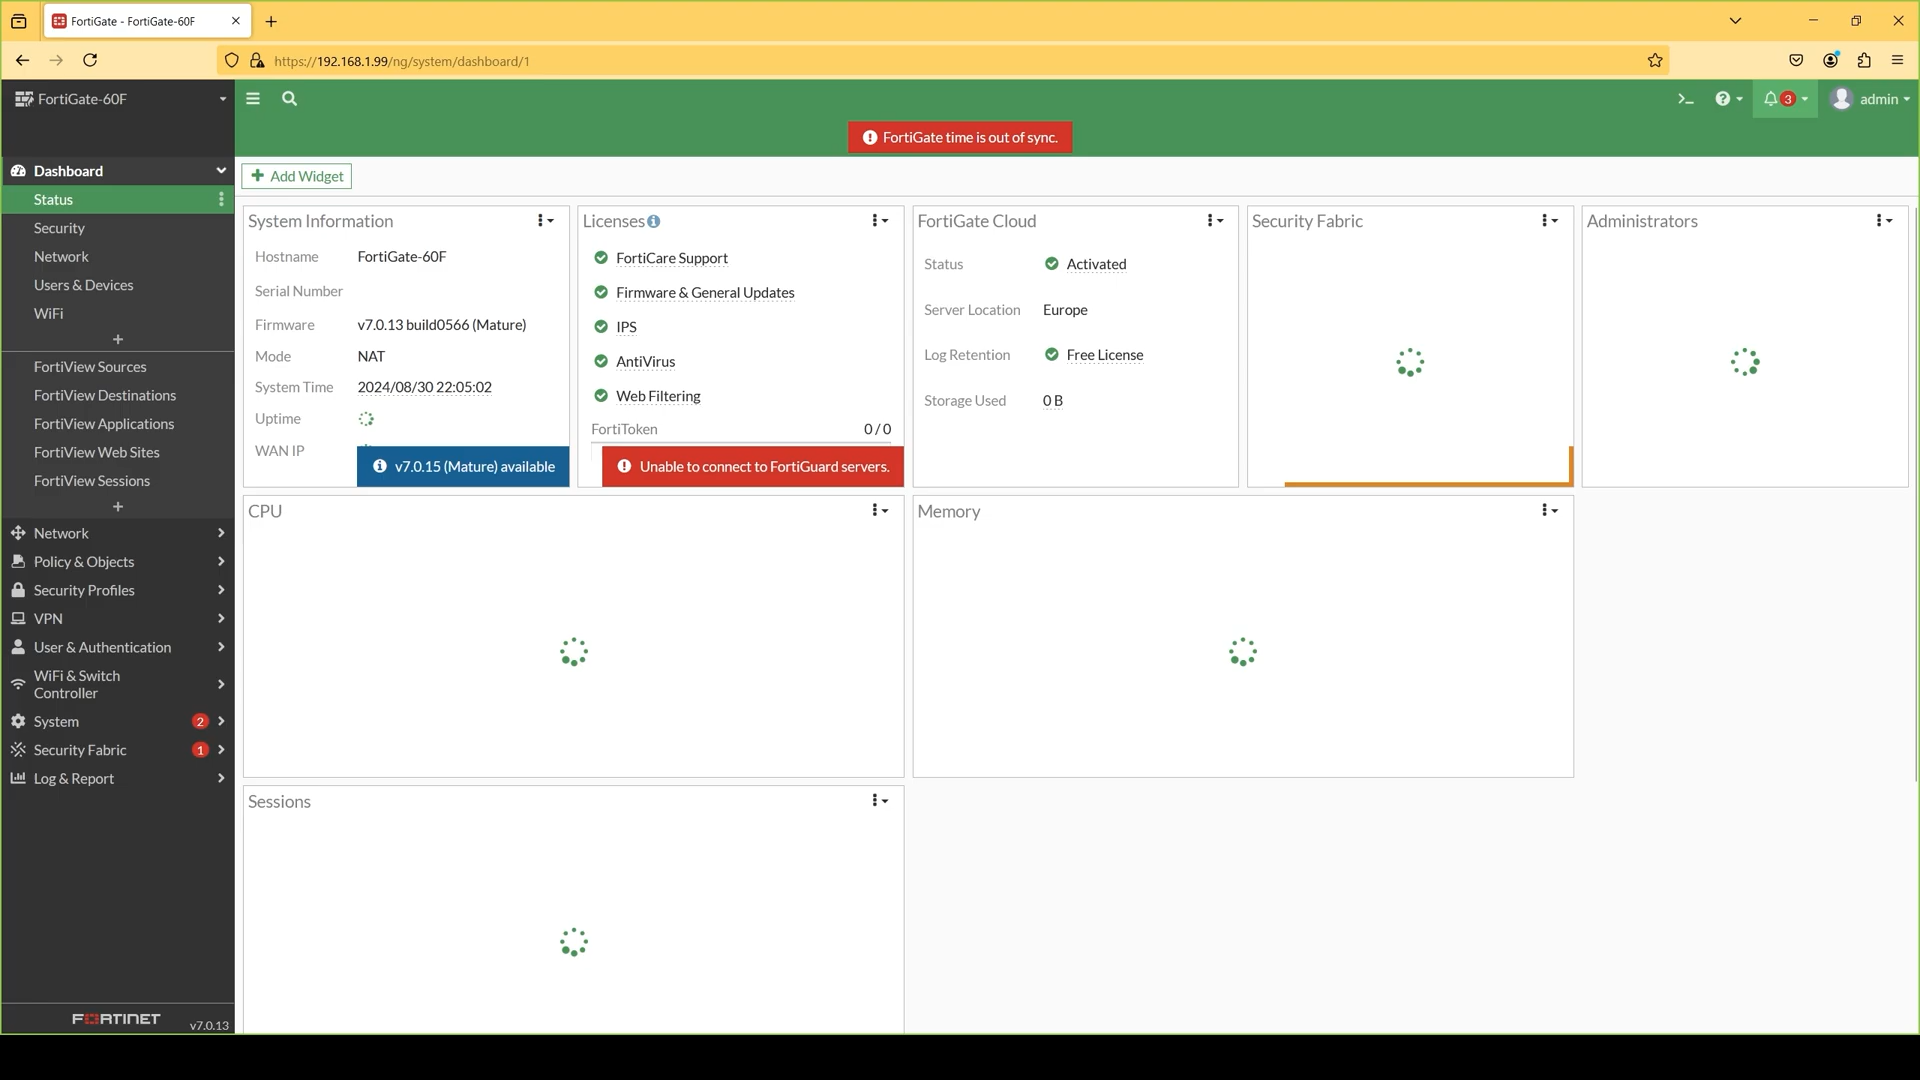 FortiGate - FortiGate-60F
https://192.168.1.99/ng/system/dashboard/1
FortiGate-60F
3
admin
FortiGate time is out of sync.
Dashboard
Status
Security
Network
Users & Devices
WiFi
FortiView Sources
FortiView Destinations
FortiView Applications
FortiView Web Sites
FortiView Sessions
Network
Policy & Objects
Security Profiles
VPN
User & Authentication
WiFi & Switch
Controller
System 2
Security Fabric 1
Log & Report
FORTINET v7.0.13
Add Widget
System Information
Hostname FortiGate-60F
Serial Number
Firmware v7.0.13 build0566 (Mature)
Mode NAT
System Time 2024/08/30 22:05:02
Uptime
WAN IP
v7.0.15 (Mature) available
Licenses
FortiCare Support
Firmware & General Updates
IPS
AntiVirus
Web Filtering
FortiToken 0 / 0
Unable to connect to FortiGuard servers.
FortiGate Cloud
Status Activated
Server Location Europe
Log Retention Free License
Storage Used 0 B
Security Fabric
Administrators
CPU
Memory
Sessions